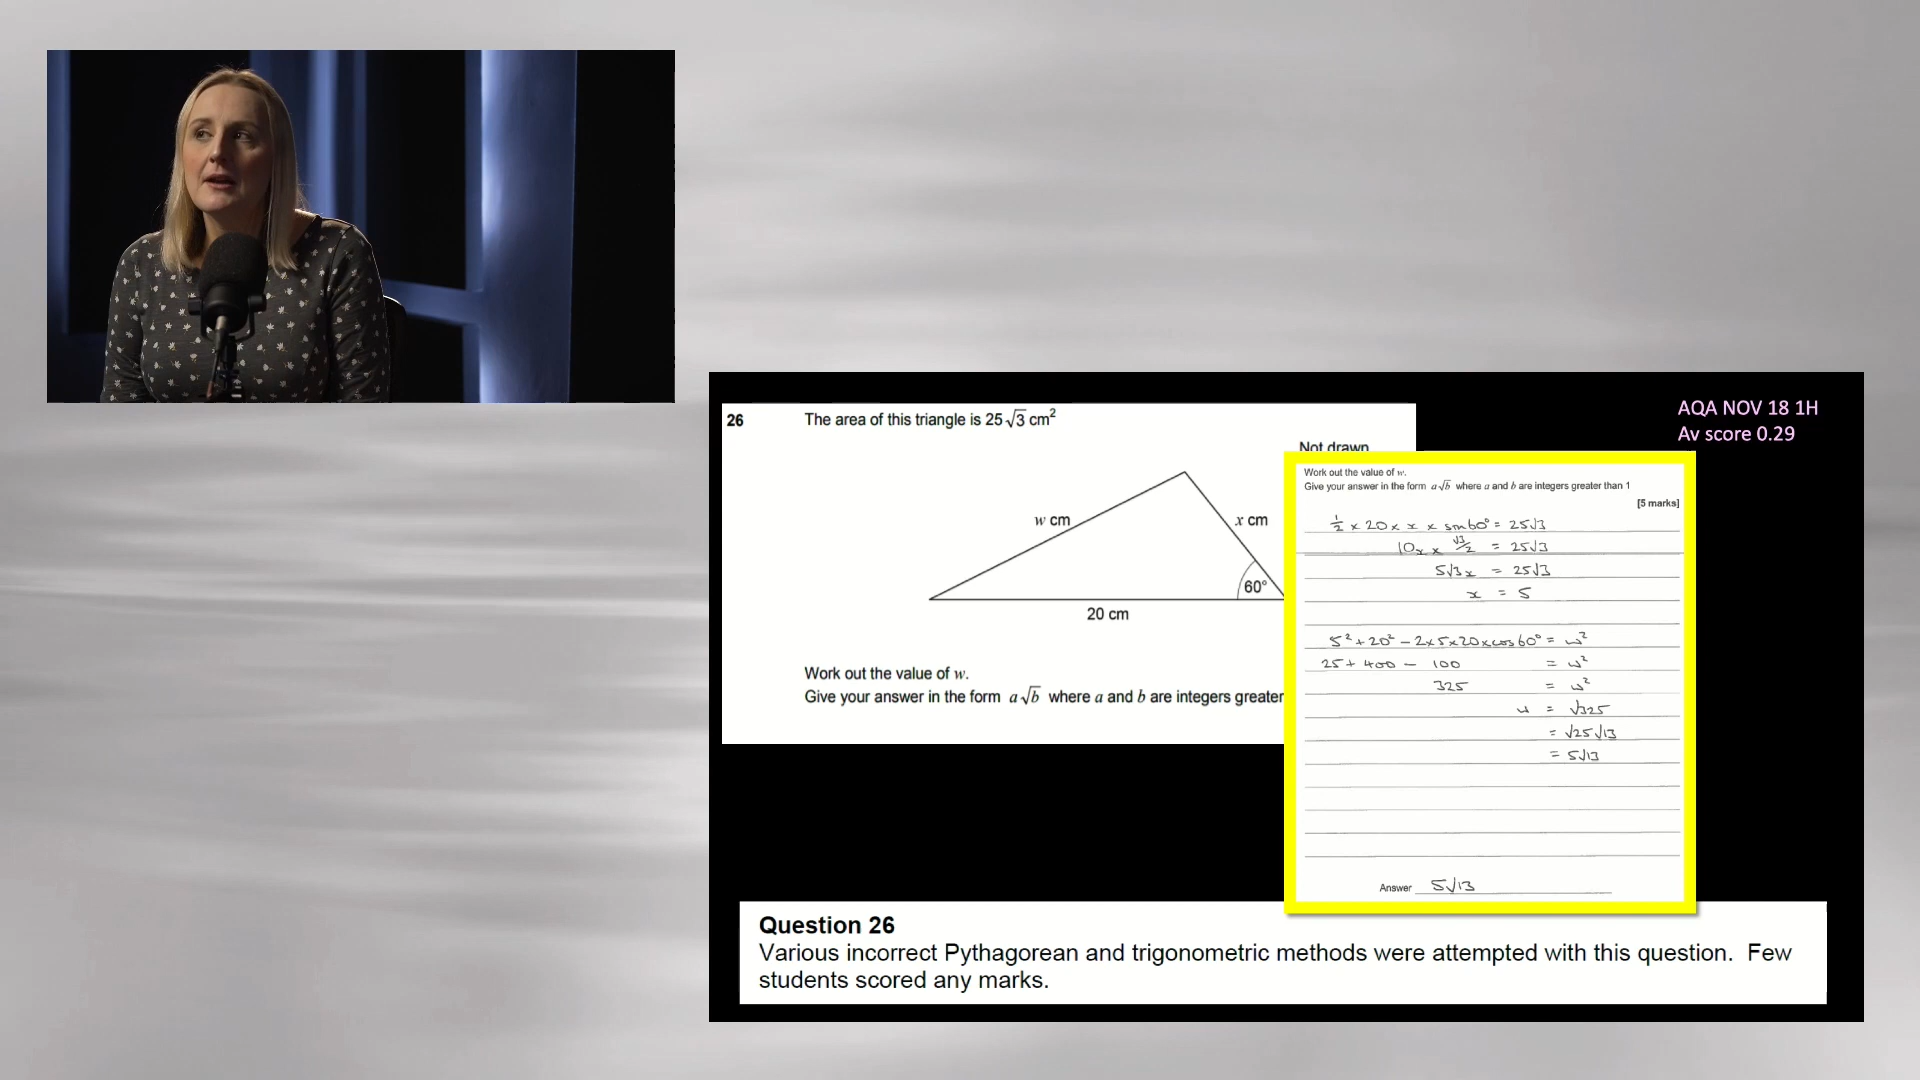 AQA NOV 18 1H
Av score 0.29
26 The area of this triangle is 25√3 cm²
Not drawn
w cm
x cm
60°
20 cm
Work out the value of w.
Give your answer in the form a√b where a and b are integers greater
Work out the value of w.
Give your answer in the form a√b where a and b are integers greater than 1
[5 marks]
½ × 20 × x × sin60° = 25√3
10x × √3/2 = 25√3
5√3x = 25√3
x = 5
5² + 20² − 2×5×20×cos60° = w²
25 + 400 − 100 = w²
325 = w²
w = √325
= √25√13
= 5√13
Answer 5√13
Question 26
Various incorrect Pythagorean and trigonometric methods were attempted with this question. Few
students scored any marks.